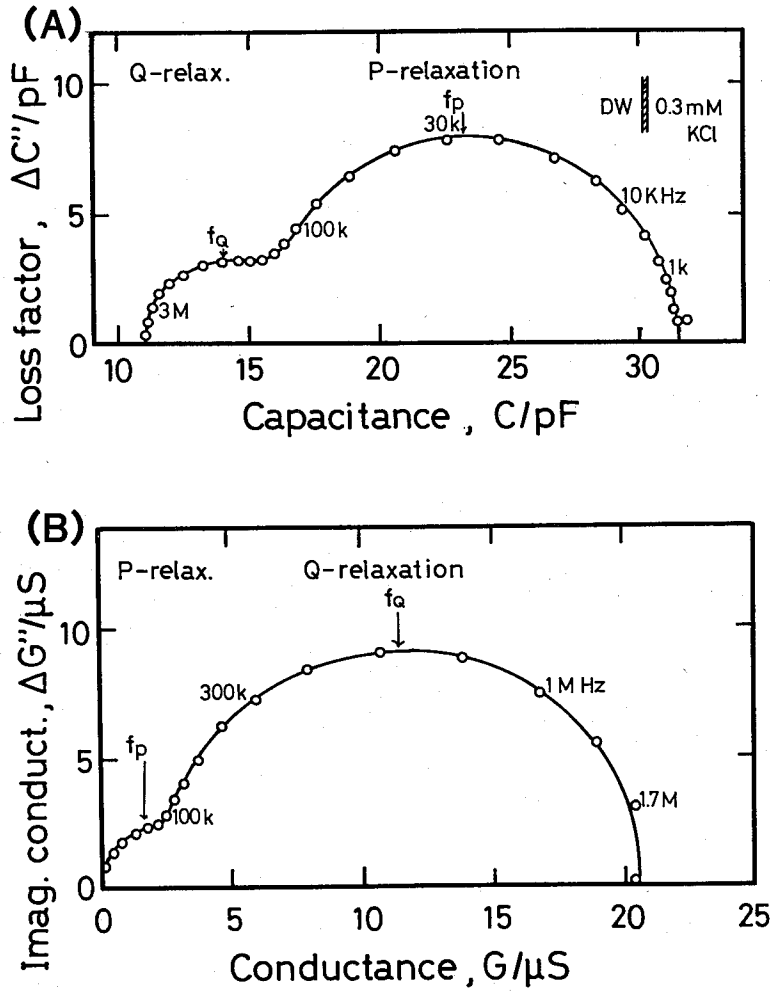 (A)
Q-relax.
P-relaxation
fP
30k
DW
0.3mM
KCl
10KHz
fQ
100k
1k
3M
10
5
0
10
15
20
25
30
Loss factor, ΔC"/pF
Capacitance, C/pF
(B)
P-relax.
Q-relaxation
fQ
300k
1MHz
fP
100k
1.7M
10
5
0
0
5
10
15
20
25
Imag. conduct., ΔG"/μS
Conductance, G/μS